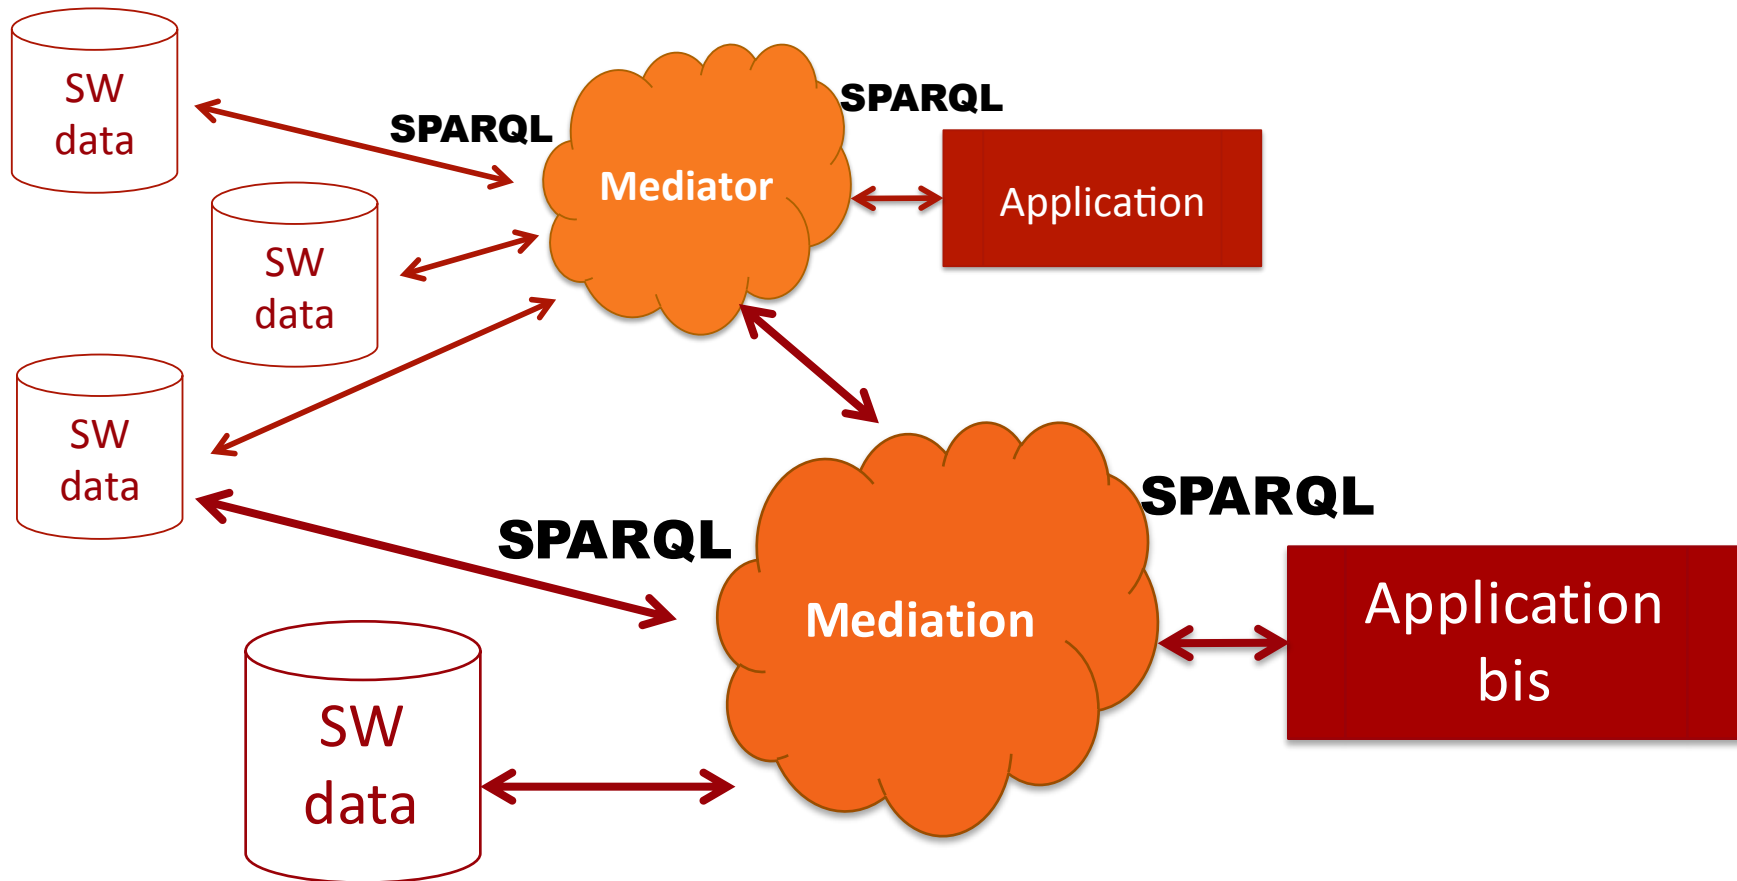 SW
data
SPARQL
Mediator
SPARQL
Application
SW
data
SW
data
SPARQL
Mediation
SPARQL
Application
bis
SW
data